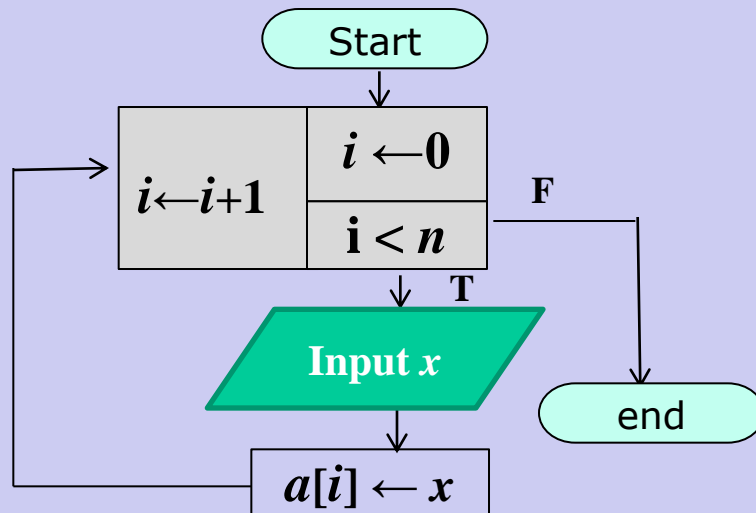 Start
i ←0
i←i+1
i < n
F
T
Input x
end
a[i] ← x